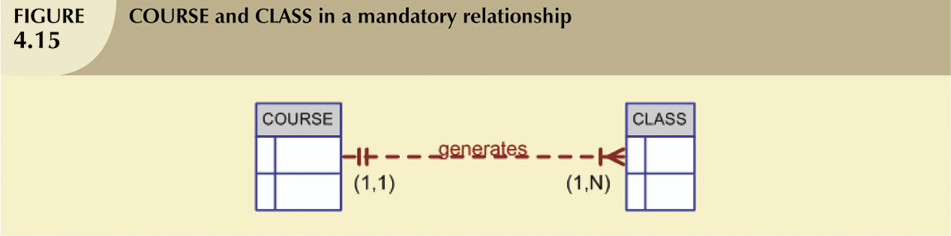 FIGURE
4.15
COURSE and CLASS in a mandatory relationship
COURSE
generates
CLASS
(1,1)
(1,N)